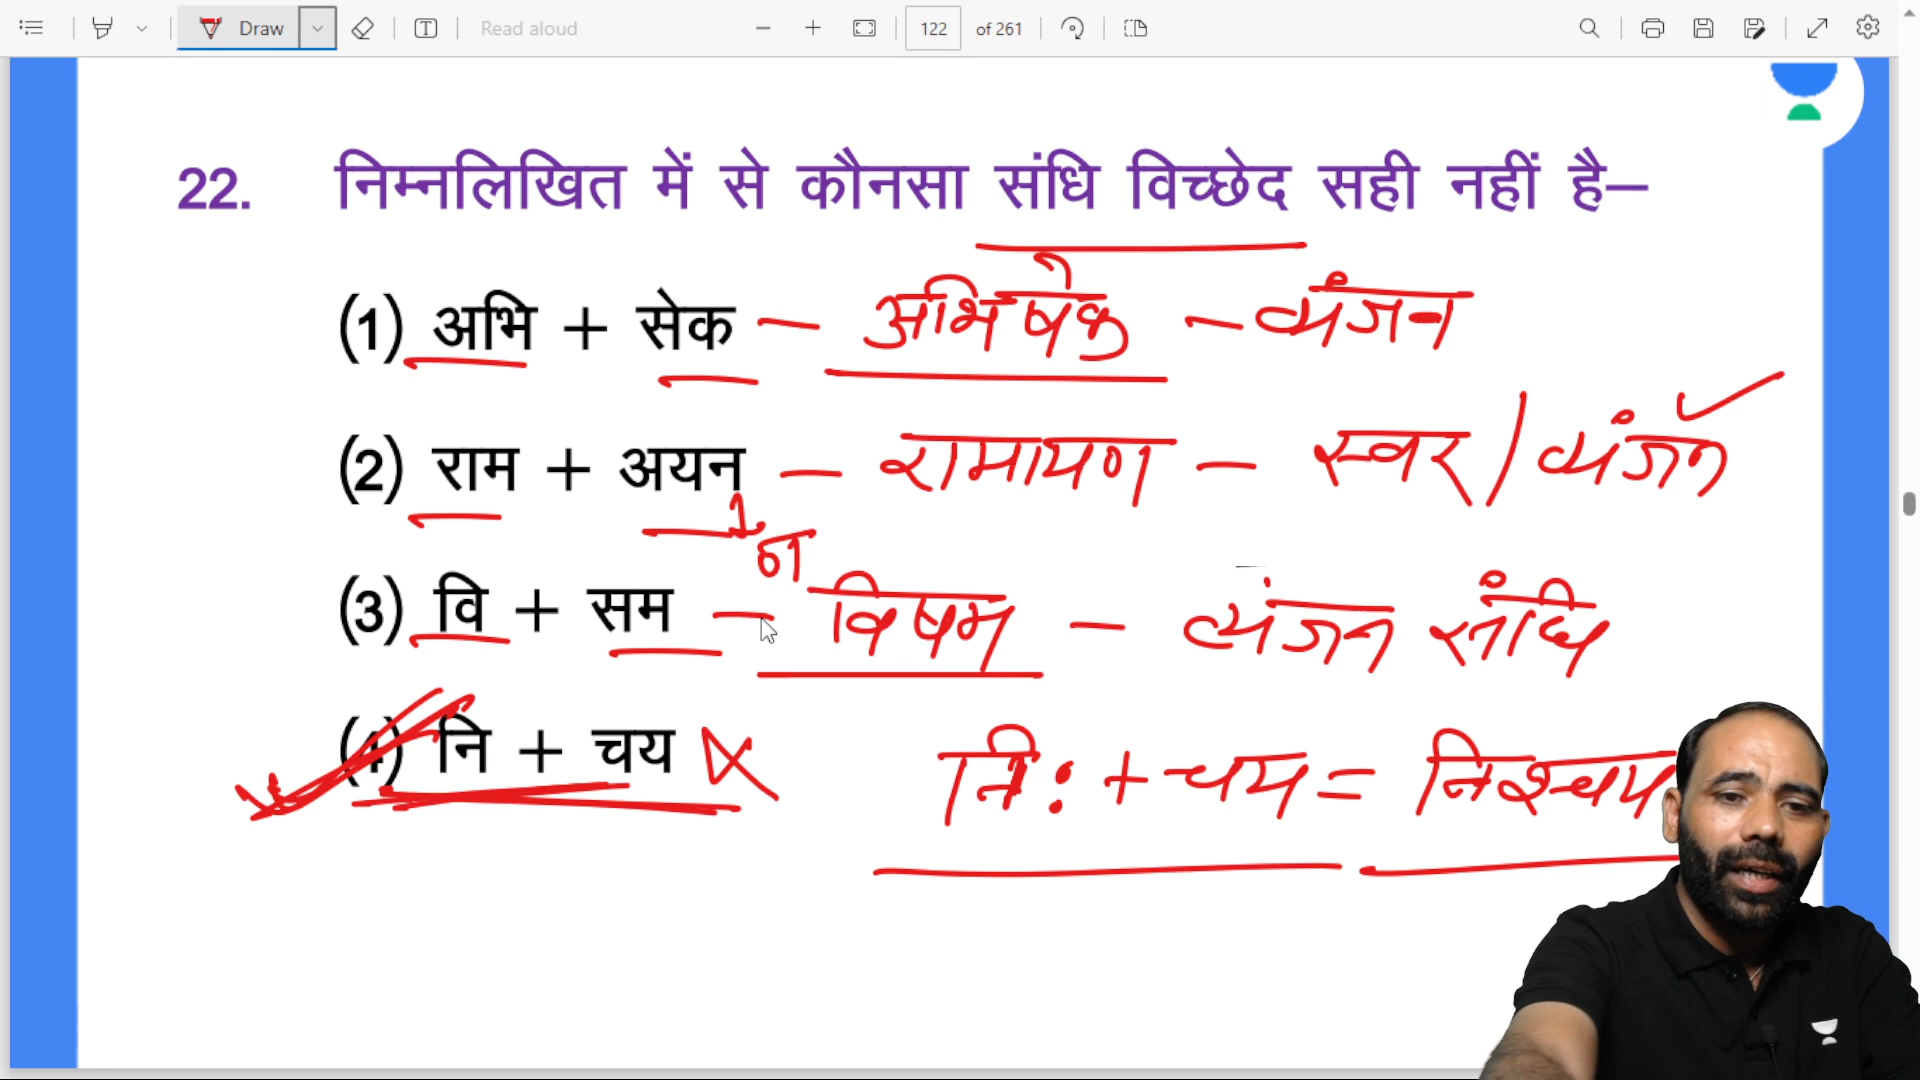 Draw Read aloud 122 of 261
22. निम्नलिखित में से कौनसा संधि विच्छेद सही नहीं है–
(1) अभि + सेक – अभिषेक – व्यंजन
(2) राम + अयन – रामायण – स्वर / व्यंजन
ण
(3) वि + सम – विषम – व्यंजन संधि
(4) नि + चय निः + चय = निश्चय